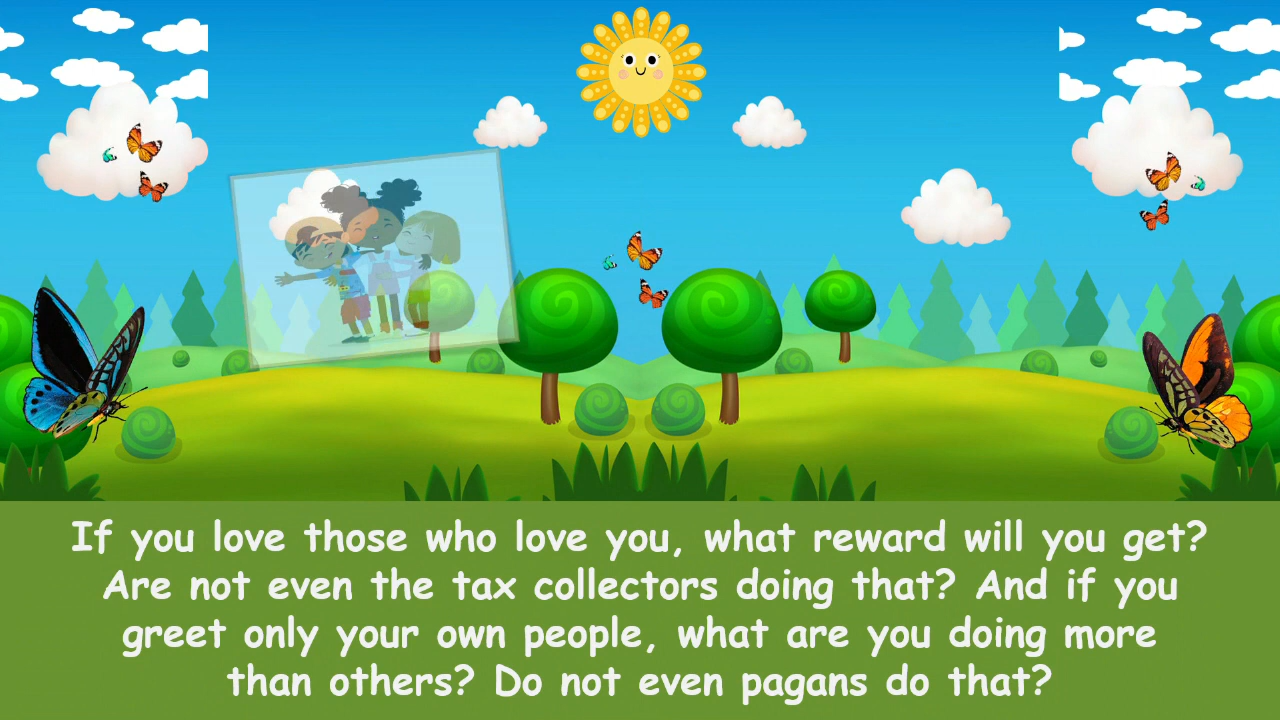 If you love those who love you, what reward will you get?
Are not even the tax collectors doing that? And if you
greet only your own people, what are you doing more
than others? Do not even pagans do that?